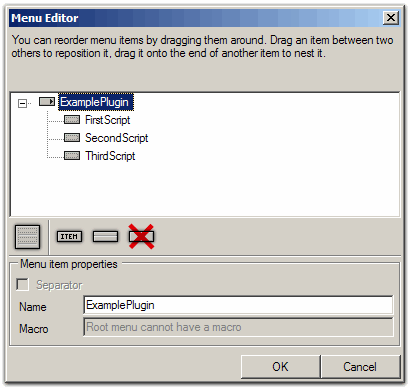 Menu Editor
You can reorder menu items by dragging them around. Drag an item between two
others to reposition it, drag it onto the end of another item to nest it.
ExamplePlugin
FirstScript
SecondScript
ThirdScript
ITEM
Menu item properties
Separator
Name ExamplePlugin
Macro Root menu cannot have a macro
OK Cancel